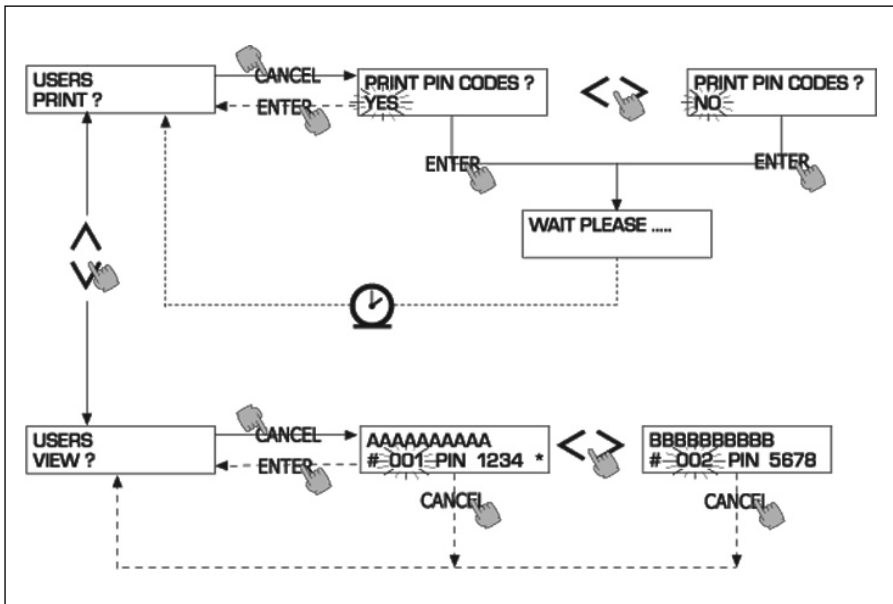 USERS
PRINT ?
CANCEL
ENTER
PRINT PIN CODES ?
YES
PRINT PIN CODES ?
NO
ENTER
ENTER
WAIT PLEASE .....
USERS
VIEW ?
CANCEL
ENTER
AAAAAAAAAA
# 001 PIN 1234 *
BBBBBBBBBBB
# 002 PIN 5678
CANCEL
CANCEL